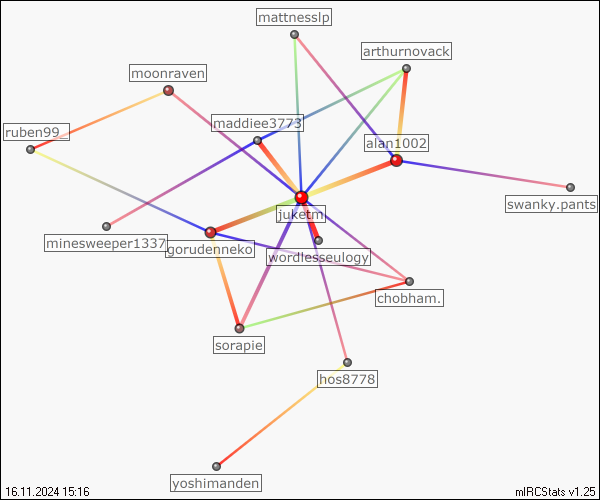 mattnesslp
arthurnovack
moonraven
maddiee3773
ruben99_
alan1002
swanky.pants
juketm
minesweeper1337
gorudenneko
wordlesseulogy
chobham.
sorapie
hos8778
yoshimanden
16.11.2024 15:16
mIRCStats v1.25